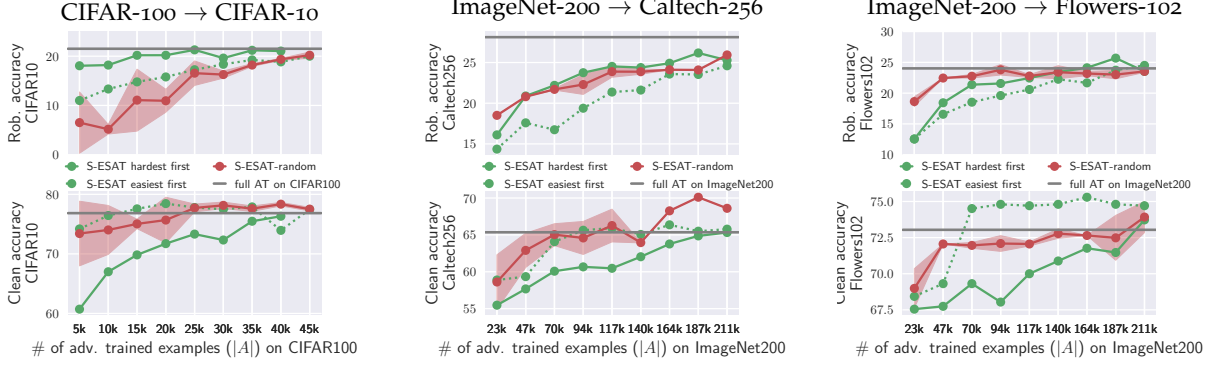 CIFAR-100 → CIFAR-10
Rob. accuracy
CIFAR10
20
10
0
S-ESAT hardest first
S-ESAT easiest first
S-ESAT-random
full AT on CIFAR100
Clean accuracy
CIFAR10
80
70
60
5k 10k 15k 20k 25k 30k 35k 40k 45k
# of adv. trained examples (|A|) on CIFAR100
ImageNet-200 → Caltech-256
Rob. accuracy
Caltech256
25
20
15
S-ESAT hardest first
S-ESAT easiest first
S-ESAT-random
full AT on ImageNet200
Clean accuracy
Caltech256
70
65
60
55
23k 47k 70k 94k 117k 140k 164k 187k 211k
# of adv. trained examples (|A|) on ImageNet200
ImageNet-200 → Flowers-102
Rob. accuracy
Flowers102
30
25
20
15
10
S-ESAT hardest first
S-ESAT easiest first
S-ESAT-random
full AT on ImageNet200
Clean accuracy
Flowers102
75.0
72.5
70.0
67.5
23k 47k 70k 94k 117k 140k 164k 187k 211k
# of adv. trained examples (|A|) on ImageNet200